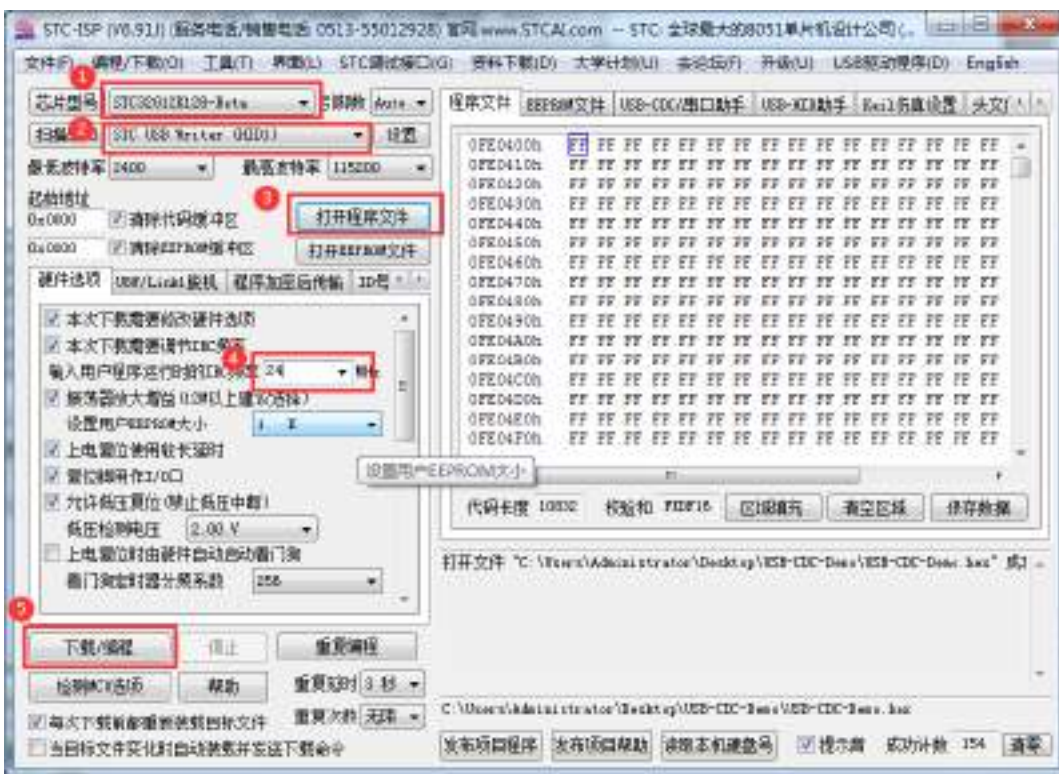 STC-ISP (V6.91J) (服务电话/销售电话 0513-55012928) 官网 www.STCAI.com -- STC: 全球最大的8051单片机设计公司(.
文件(F) 编程/下载(O) 工具(T) 界面(L) STC调试接口(G) 资料下载(D) 大学计划(U) 去论坛(F) 升级(U) USB驱动程序(D) English
1
芯片型号 STC32G12K128-Beta 引脚数 Auto
2
扫描 STC USB Writer (HID1) 设置
最低波特率 2400 最高波特率 115200
起始地址
3
0x0000 清除代码缓冲区 打开程序文件
0x0000 清除EEPROM缓冲区 打开EEPROM文件
硬件选项 USB/Link1脱机 程序加密后传输 ID号
本次下载需要修改硬件选项
本次下载需要调节IRC频率
4
输入用户程序运行时的IRC频率 24 MHz
振荡器放大增益(12M以上建议选择)
设置用户EEPROM大小 K
上电复位使用较长延时
复位脚用作I/O口
设置用户EEPROM大小
允许低压复位(禁止低压中断)
低压检测电压 2.00 V
上电复位时由硬件自动启动看门狗
看门狗定时器分频系数 256
5
下载/编程 停止 重复编程
检测MCU选项 帮助 重复延时 3 秒
重复次数 无限
每次下载前都重新装载目标文件
当目标文件变化时自动装载并发送下载命令
程序文件 EEPROM文件 USB-CDC/串口助手 USB-HID助手 Keil仿真设置 头文件
0FE0400h FF FF FF FF FF FF FF FF FF FF FF FF FF FF FF FF
0FE0410h FF FF FF FF FF FF FF FF FF FF FF FF FF FF FF FF
0FE0420h FF FF FF FF FF FF FF FF FF FF FF FF FF FF FF FF
0FE0430h FF FF FF FF FF FF FF FF FF FF FF FF FF FF FF FF
0FE0440h FF FF FF FF FF FF FF FF FF FF FF FF FF FF FF FF
0FE0450h FF FF FF FF FF FF FF FF FF FF FF FF FF FF FF FF
0FE0460h FF FF FF FF FF FF FF FF FF FF FF FF FF FF FF FF
0FE0470h FF FF FF FF FF FF FF FF FF FF FF FF FF FF FF FF
0FE0480h FF FF FF FF FF FF FF FF FF FF FF FF FF FF FF FF
0FE0490h FF FF FF FF FF FF FF FF FF FF FF FF FF FF FF FF
0FE04A0h FF FF FF FF FF FF FF FF FF FF FF FF FF FF FF FF
0FE04B0h FF FF FF FF FF FF FF FF FF FF FF FF FF FF FF FF
0FE04C0h FF FF FF FF FF FF FF FF FF FF FF FF FF FF FF FF
0FE04D0h FF FF FF FF FF FF FF FF FF FF FF FF FF FF FF FF
0FE04E0h FF FF FF FF FF FF FF FF FF FF FF FF FF FF FF FF
0FE04F0h FF FF FF FF FF FF FF FF FF FF FF FF FF FF FF FF
代码长度 校验和 区域填充 清空区域 保存数据
打开文件 "C:\Users\Administrator\Desktop\USB-CDC-Demo\USB-CDC-Demo.hex" 成功
C:\Users\Administrator\Desktop\USB-CDC-Demo\USB-CDC-Demo.hex
发布项目程序 发布项目帮助 读取本机硬盘号 提示音 成功计数 154 清零